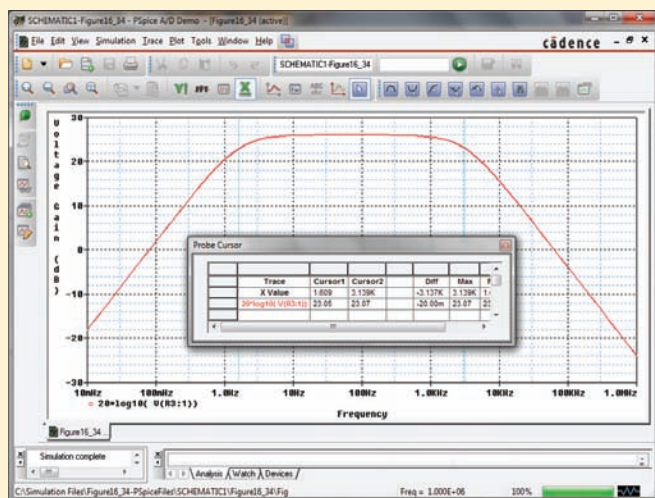 SCHEMATIC1-Figure16_34 - PSpice A/D Demo - [Figure16_34 (active)]
File Edit View Simulation Trace Plot Tools Window Help
cādence
SCHEMATIC1-Figure16_34
Voltage Gain (dB)
30
20
10
0
-10
-20
-30
Probe Cursor
Trace Cursor1 Cursor2 Diff Max
X Value 1.609 3.139K -3.137K 3.139K
20*log10( V(R3:1)) 23.05 23.07 -20.00m 23.07
10mHz 100mHz 1.0Hz 10Hz 100Hz 1.0KHz 10KHz 100KHz 1.0MHz
20*log10( V(R3:1))
Frequency
Figure16_34 ...
Simulation complete
Analysis Watch Devices
C:\Simulation Files\Figure16_34-PSpiceFiles\SCHEMATIC1\Figure16_34\Fig
Freq = 1.000E+06 100%